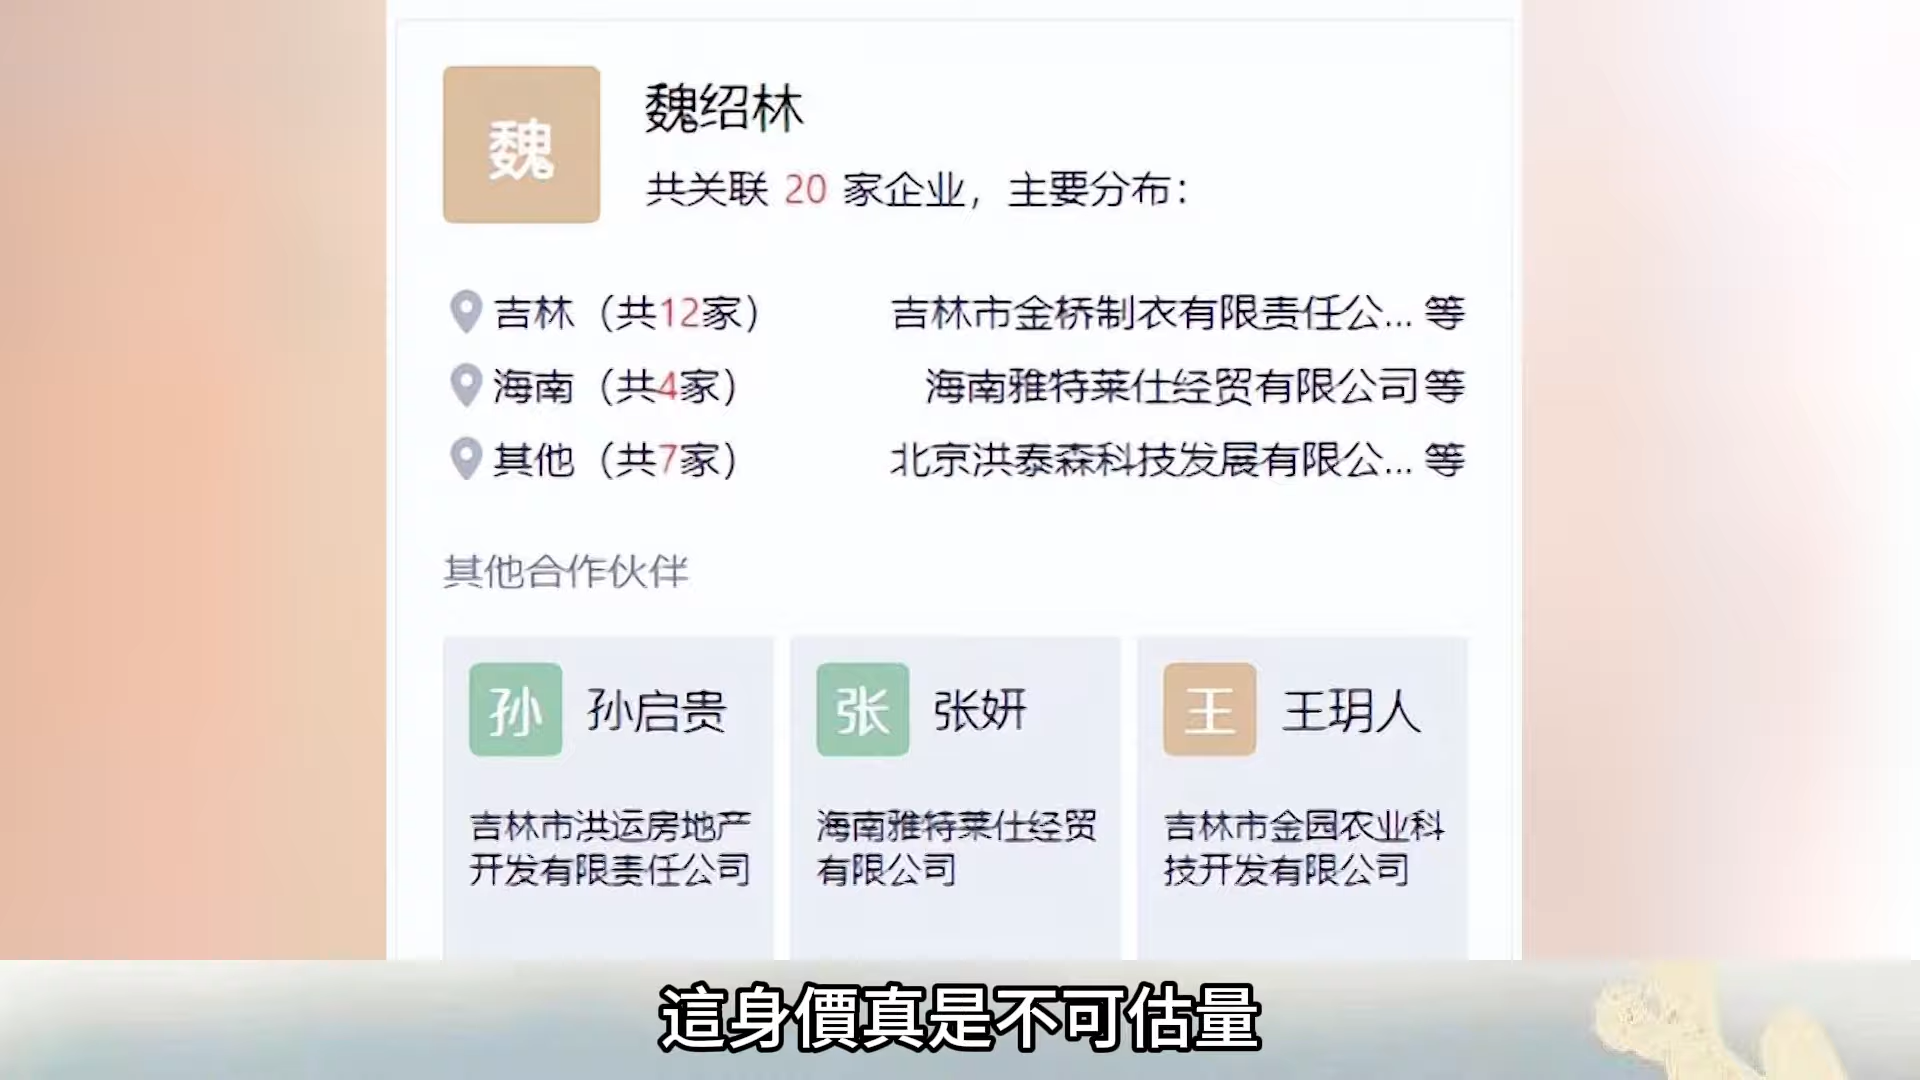 魏
魏绍林
共关联 20 家企业，主要分布：
吉林（共12家） 吉林市金桥制衣有限责任公... 等
海南（共4家） 海南雅特莱仕经贸有限公司等
其他（共7家） 北京洪泰森科技发展有限公... 等
其他合作伙伴
孙 孙启贵
吉林市洪运房地产
开发有限责任公司
张 张妍
海南雅特莱仕经贸
有限公司
王 王玥人
吉林市金园农业科
技开发有限公司
這身價真是不可估量